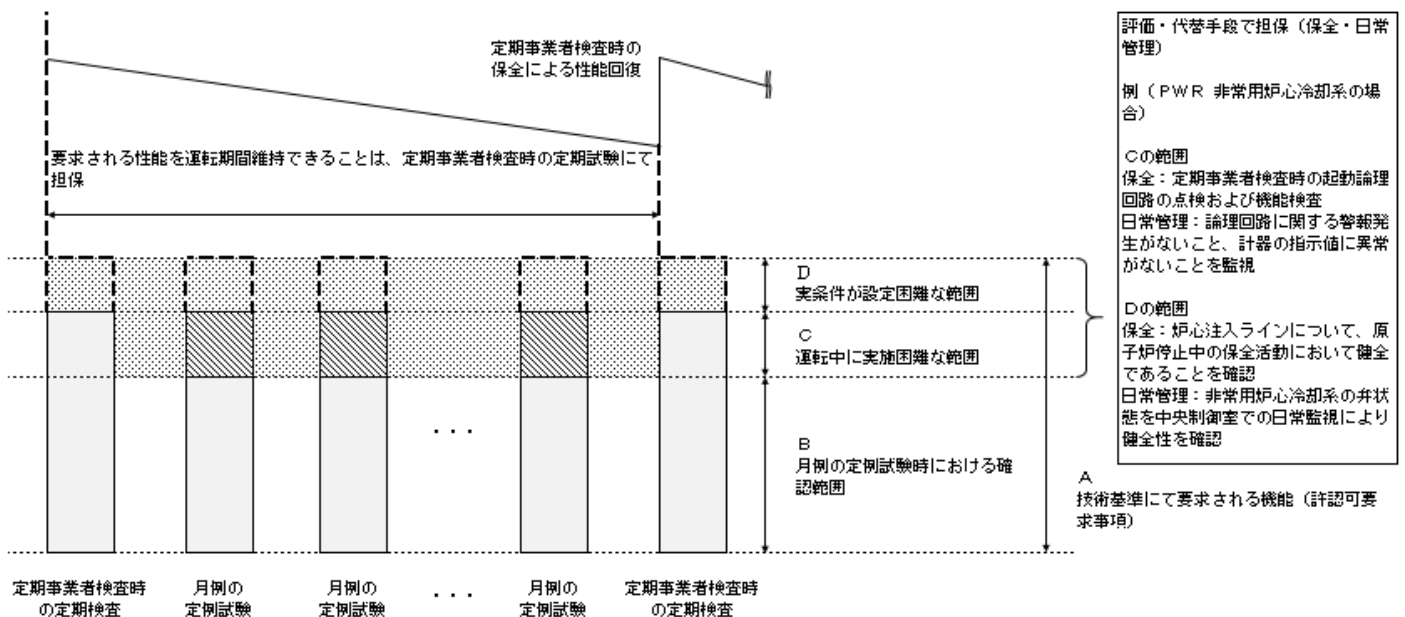 定期事業者検査時の
保全による性能回復
要求される性能を運転期間維持できることは、定期事業者検査時の定期試験にて
担保
D
実条件が設定困難な範囲
C
運転中に実施困難な範囲
B
月例の定例試験時における確
認範囲
A
技術基準にて要求される機能（許認可要
求事項）
評価・代替手段で担保（保全・日常
管理）
例（ＰＷＲ 非常用炉心冷却系の場
合）
Ｃの範囲
保全：定期事業者検査時の起動論理
回路の点検および機能検査
日常管理：論理回路に関する警報発
生がないこと、計器の指示値に異常
がないことを監視
Ｄの範囲
保全：炉心注入ラインについて、原
子炉停止中の保全活動において健全
であることを確認
日常管理：非常用炉心冷却系の弁状
態を中央制御室での日常監視により
健全性を確認
・・・
定期事業者検査時
の定期検査
月例の
定例試験
月例の
定例試験
・・・
月例の
定例試験
定期事業者検査時
の定期検査